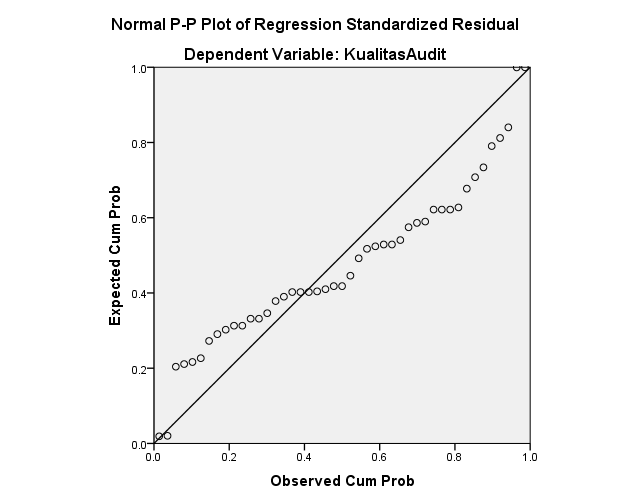 Normal P-P Plot of Regression Standardized Residual
Dependent Variable: KualitasAudit
1.0
0.8
0.6
0.4
0.2
0.0
Expected Cum Prob
0.0 0.2 0.4 0.6 0.8 1.0
Observed Cum Prob